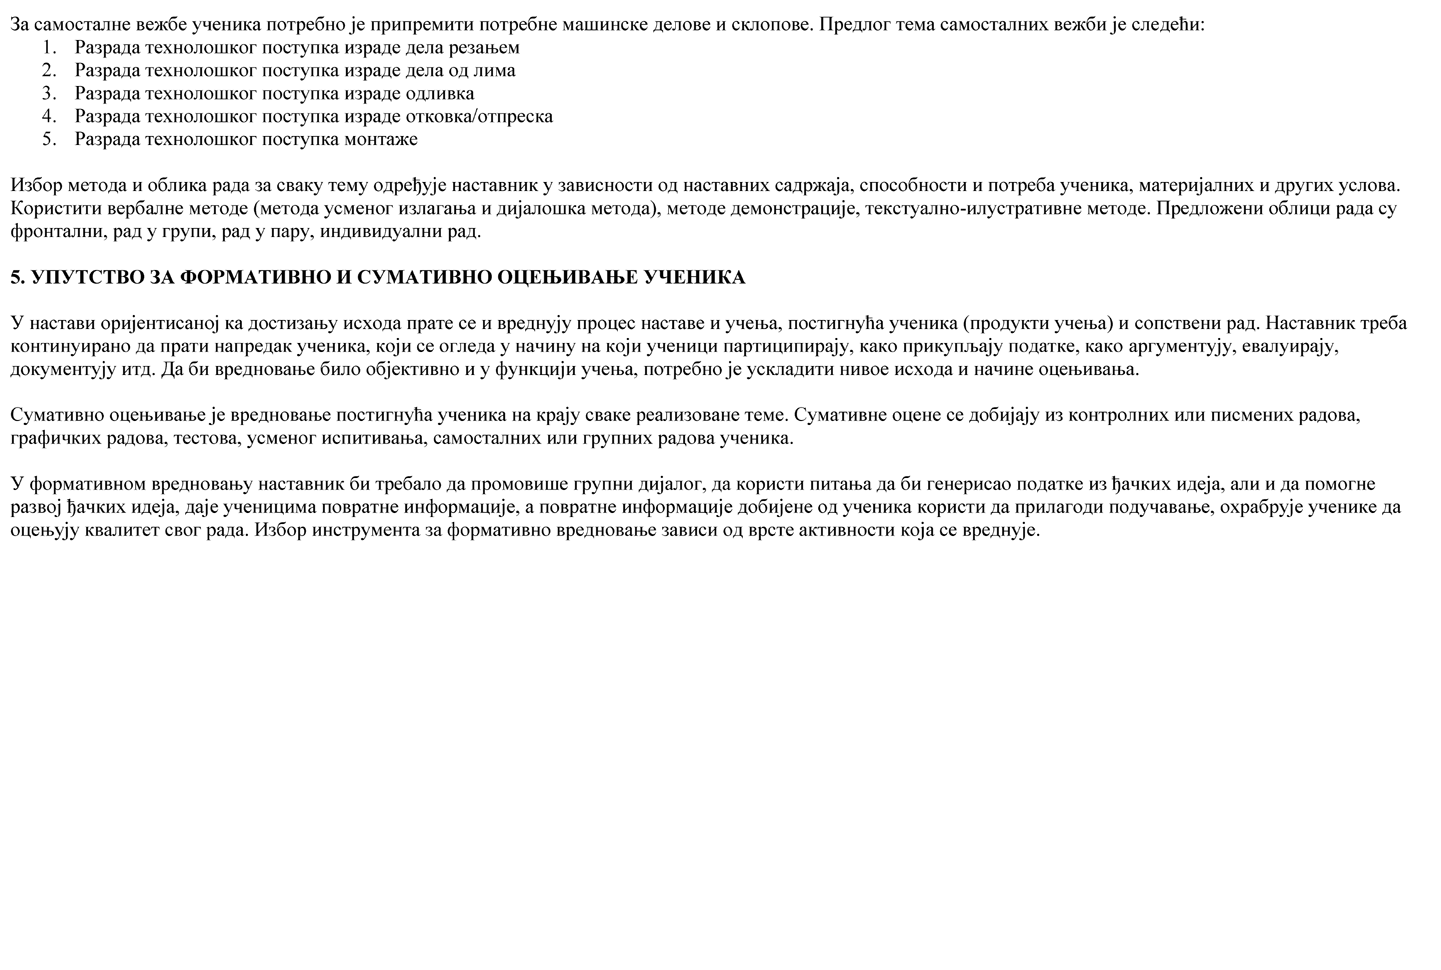 За самосталне вежбе ученика потребно је припремити потребне машинске делове и склопове. Предлог тема самосталних вежби је следећи:
1. Разрада технолошког поступка израде дела резањем
2. Разрада технолошког поступка израде дела од лима
3. Разрада технолошког поступка израде одливка
4. Разрада технолошког поступка израде отковка/отпреска
5. Разрада технолошког поступка монтаже
Избор метода и облика рада за сваку тему одређује наставник у зависности од наставних садржаја, способности и потреба ученика, материјалних и других услова.
Користити вербалне методе (метода усменог излагања и дијалошка метода), методе демонстрације, текстуално-илустративне методе. Предложени облици рада су
фронтални, рад у групи, рад у пару, индивидуални рад.
5. УПУТСТВО ЗА ФОРМАТИВНО И СУМАТИВНО ОЦЕЊИВАЊЕ УЧЕНИКА
У настави оријентисаној ка достизању исхода прате се и вреднују процес наставе и учења, постигнућа ученика (продукти учења) и сопствени рад. Наставник треба
континуирано да прати напредак ученика, који се огледа у начину на који ученици партиципирају, како прикупљају податке, како аргументују, евалуирају,
документују итд. Да би вредновање било објективно и у функцији учења, потребно је ускладити нивое исхода и начине оцењивања.
Сумативно оцењивање је вредновање постигнућа ученика на крају сваке реализоване теме. Сумативне оцене се добијају из контролних или писмених радова,
графичких радова, тестова, усменог испитивања, самосталних или групних радова ученика.
У формативном вредновању наставник би требало да промовише групни дијалог, да користи питања да би генерисао податке из ђачких идеја, али и да помогне
развој ђачких идеја, даје ученицима повратне информације, а повратне информације добијене од ученика користи да прилагоди подучавање, охрабрује ученике да
оцењују квалитет свог рада. Избор инструмента за формативно вредновање зависи од врсте активности која се вреднује.